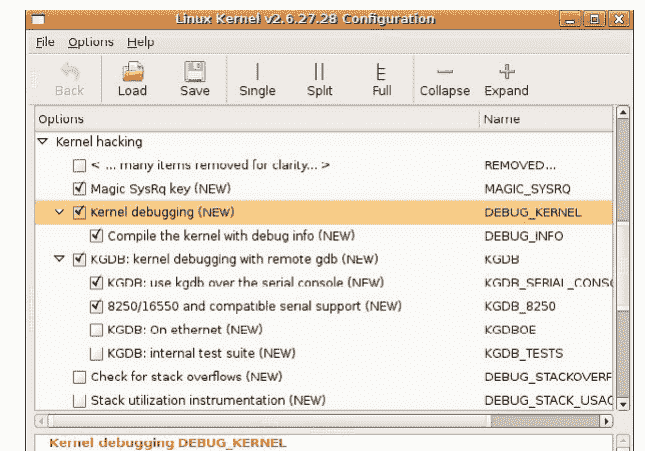 Linux Kernel v2.6.27.28 Configuration
File Options Help
Back Load Save Single Split Full Collapse Expand
Options Name
Kernel hacking
< ... many items removed for clarity... > REMOVED...
Magic SysRq key (NEW) MAGIC_SYSRQ
Kernel debugging (NEW) DEBUG_KERNEL
Compile the kernel with debug info (NEW) DEBUG_INFO
KGDB: kernel debugging with remote gdb (NEW) KGDB
KGDB: use kgdb over the serial console (NEW) KGDB_SERIAL_CONSO
8250/16550 and compatible serial support (NEW) KGDB_8250
KGDB: On ethernet (NEW) KGDBOE
KGDB: internal test suite (NEW) KGDB_TESTS
Check for stack overflows (NEW) DEBUG_STACKOVERF
Stack utilization instrumentation (NEW) DEBUG_STACK_USAG
Kernel debugging DEBUG_KERNEL